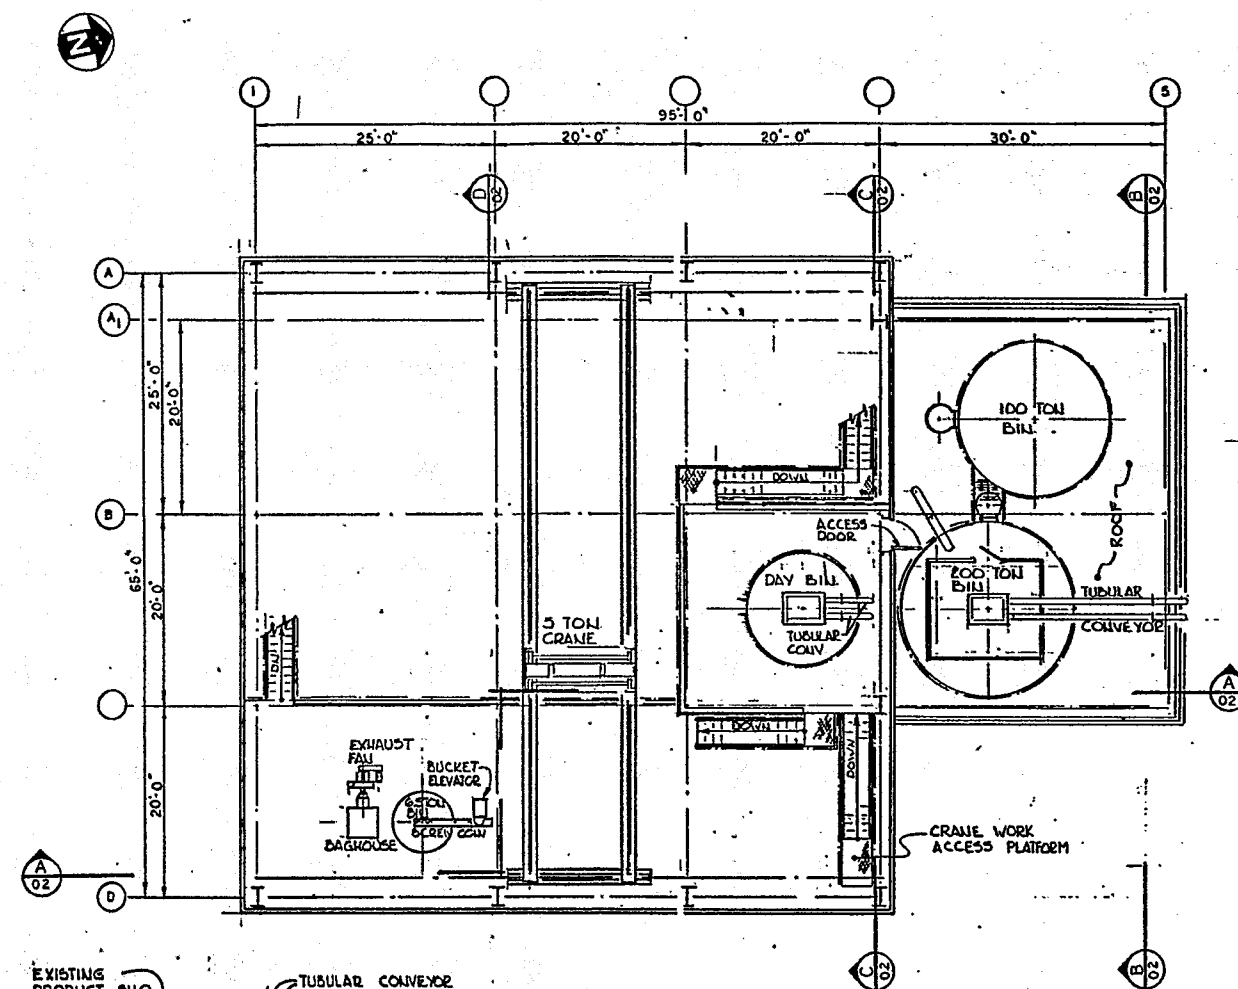 N
1
5
95'-0"
25'-0"
20'-0"
20'-0"
30'-0"
D
02
C
02
B
02
A
A1
25'-0"
20'-0"
100 TON
BIN
DOWN
B
ACCESS
DOOR
ROOF
65'-0"
20'-0"
DAY BIN
200 TON
BIN
TUBULAR
CONVEYOR
5 TON
CRANE
TUBULAR
CONV
DN
A
02
DOWN
DOWN
EXHAUST
FAN
BUCKET
ELEVATOR
20'-0"
BIN
BAGHOUSE
CRANE WORK
ACCESS PLATFORM
A
02
D
C
02
B
02
EXISTING
TUBULAR CONVEYOR
PRODUCT